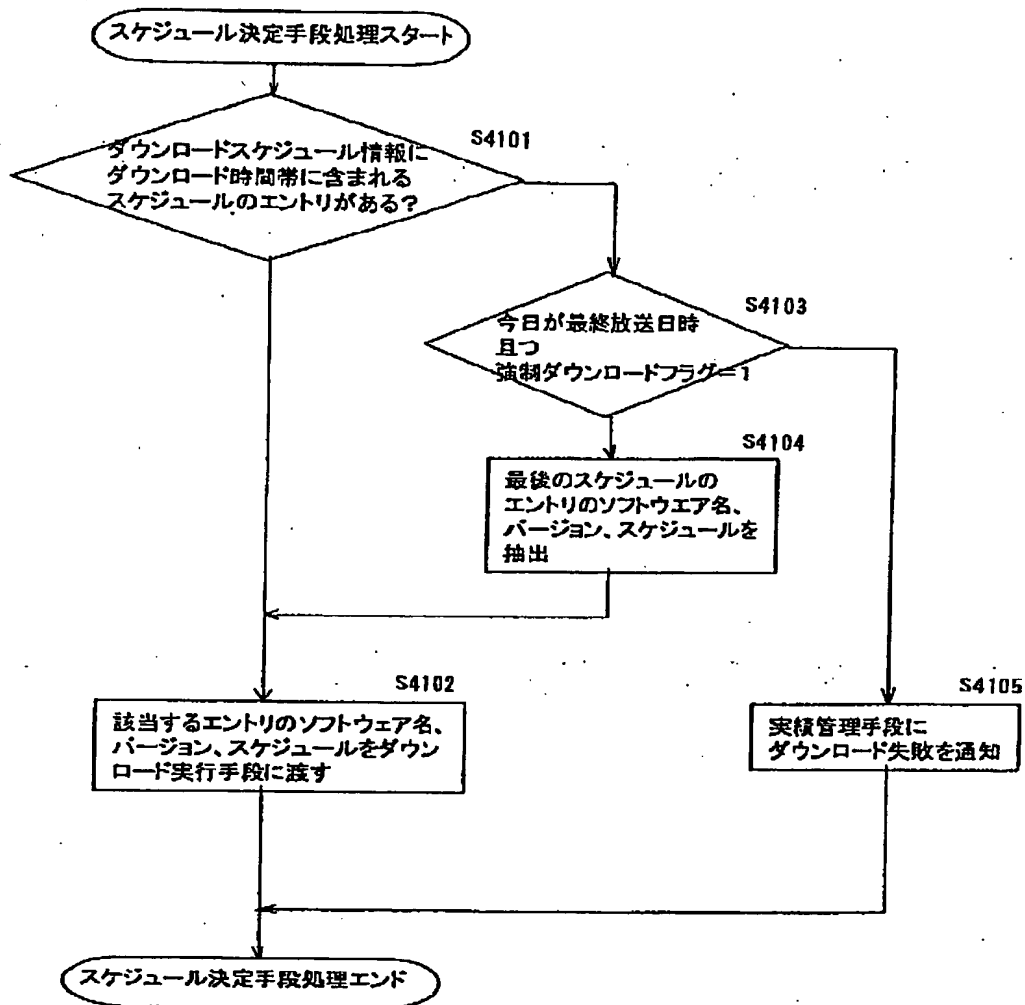 スケジュール決定手段処理スタート
S4101
ダウンロードスケジュール情報に
ダウンロード時間帯に含まれる
スケジュールのエントリがある?
S4103
今日が最終放送日時
且つ
強制ダウンロードフラグ=1
S4104
最後のスケジュールの
エントリのソフトウエア名、
バージョン、スケジュールを
抽出
S4102
該当するエントリのソフトウェア名、
バージョン、スケジュールをダウン
ロード実行手段に渡す
S4105
実績管理手段に
ダウンロード失敗を通知
スケジュール決定手段処理エンド